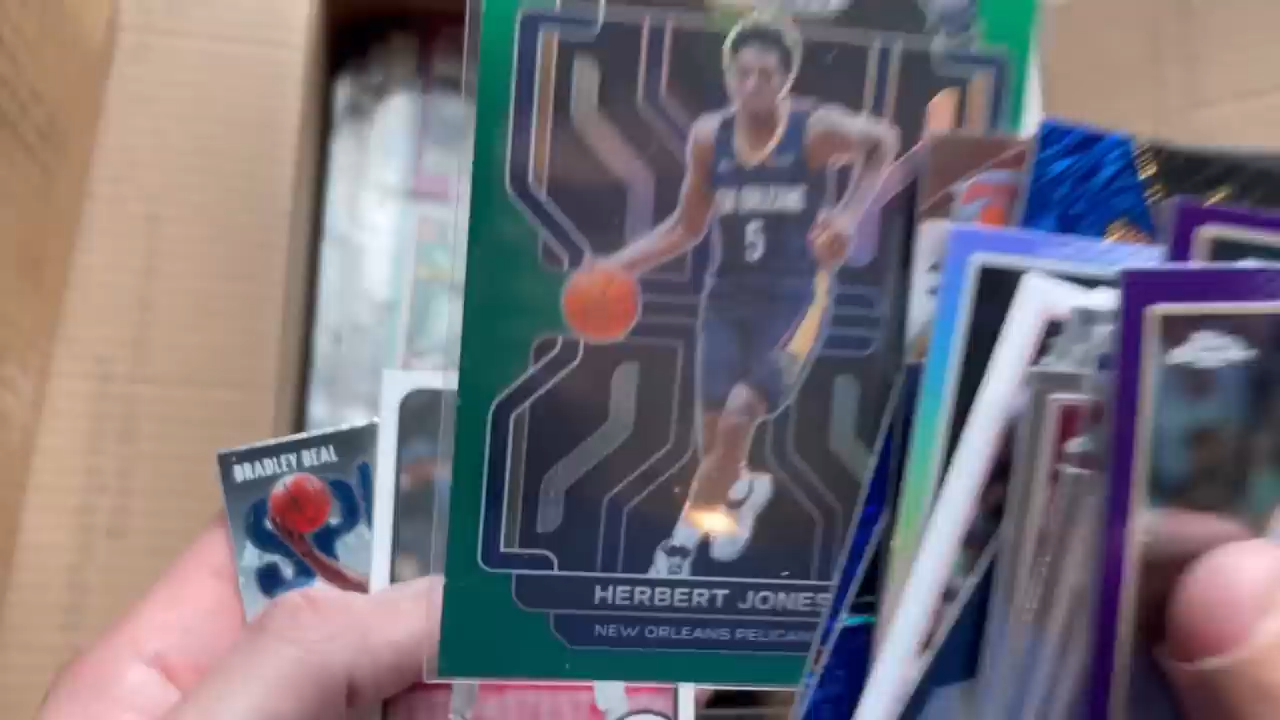 BRADLEY BEAL
NEW ORLEANS
5
HERBERT JONES
NEW ORLEANS PELICANS